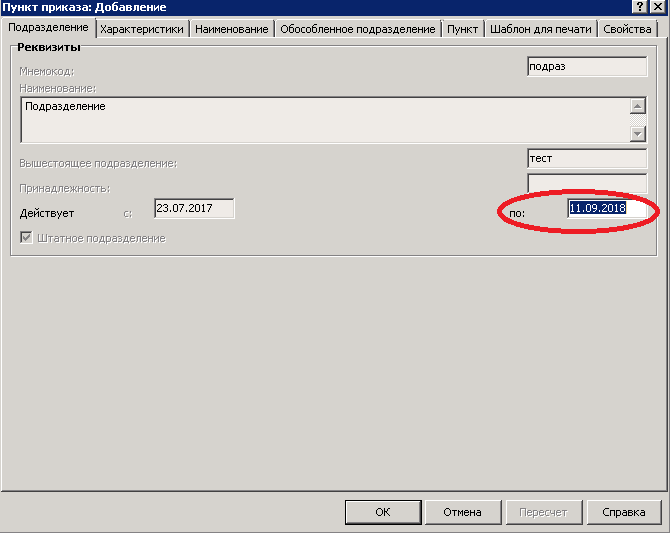 Пункт приказа: Добавление
Подразделение Характеристики Наименование Обособленное подразделение Пункт Шаблон для печати Свойства
Реквизиты
Мнемокод: подраз
Наименование:
Подразделение
Вышестоящее подразделение: тест
Принадлежность:
Действует с: 23.07.2017 по: 11.09.2018
Штатное подразделение
ОК Отмена Пересчет Справка